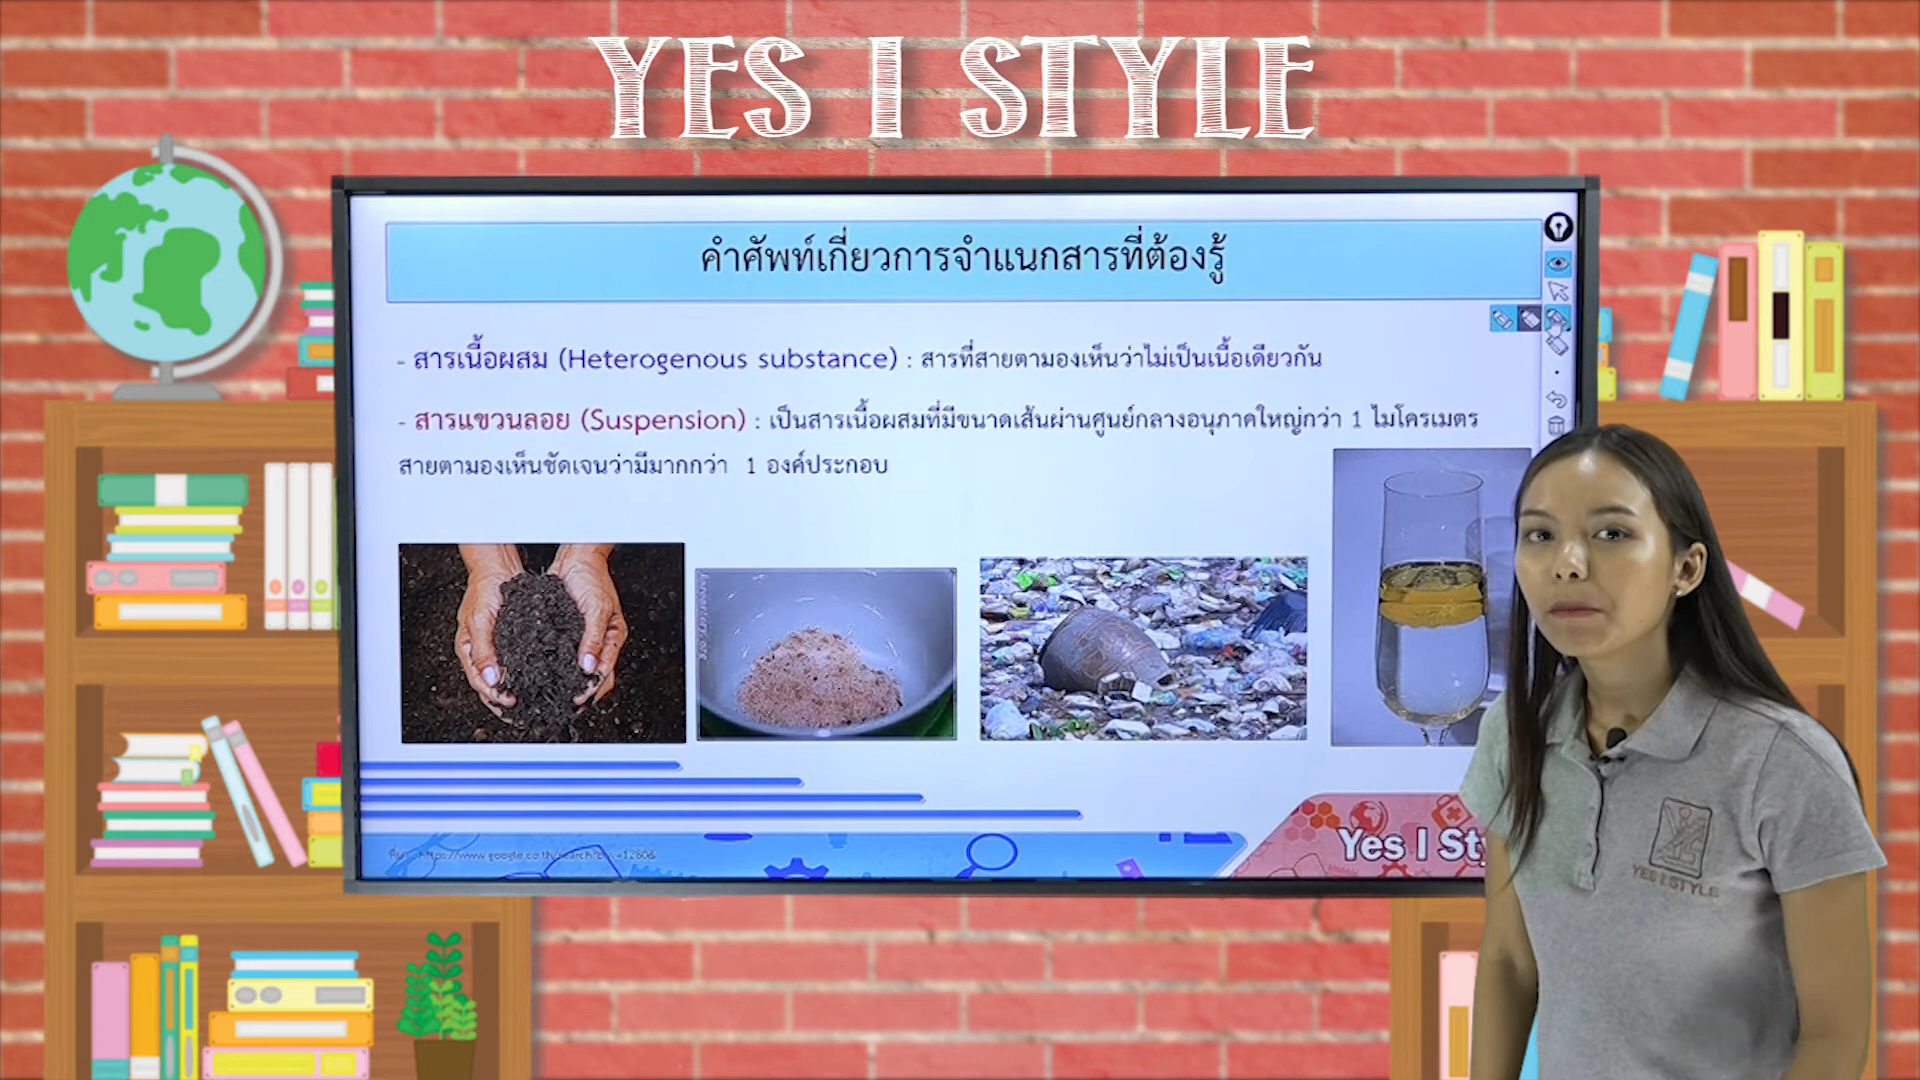 YES I STYLE
คำศัพท์เกี่ยวการจำแนกสารที่ต้องรู้
- สารเนื้อผสม (Heterogenous substance) : สารที่สายตามองเห็นว่าไม่เป็นเนื้อเดียวกัน
- สารแขวนลอย (Suspension) : เป็นสารเนื้อผสมที่มีขนาดเส้นผ่านศูนย์กลางอนุภาคใหญ่กว่า 1 ไมโครเมตร
สายตามองเห็นชัดเจนว่ามีมากกว่า 1 องค์ประกอบ
Yes I Sty
YES I STYLE